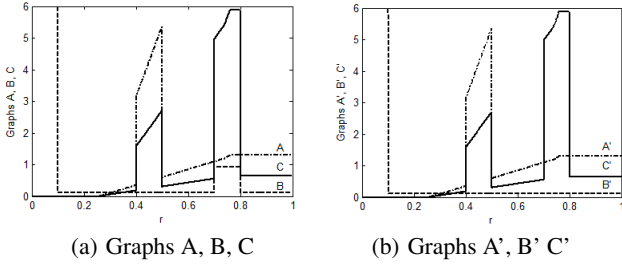 Graphs A, B, C
6
5
4
3
2
1
0
A
C
B
0 0.2 0.4 0.6 0.8 1
r
(a) Graphs A, B, C
Graphs A', B', C'
6
5
4
3
2
1
0
A'
C'
B'
0 0.2 0.4 0.6 0.8 1
r
(b) Graphs A’, B’ C’